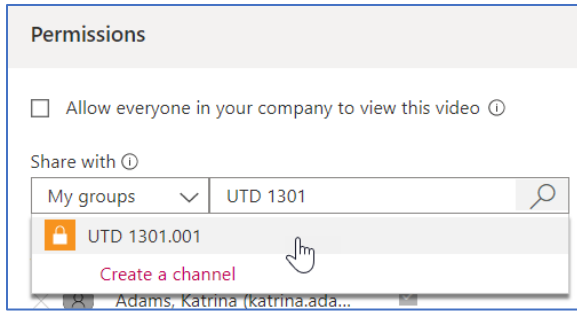 Permissions
Allow everyone in your company to view this video
Share with
My groups UTD 1301
UTD 1301.001
Create a channel
Adams, Katrina (katrina.ada...